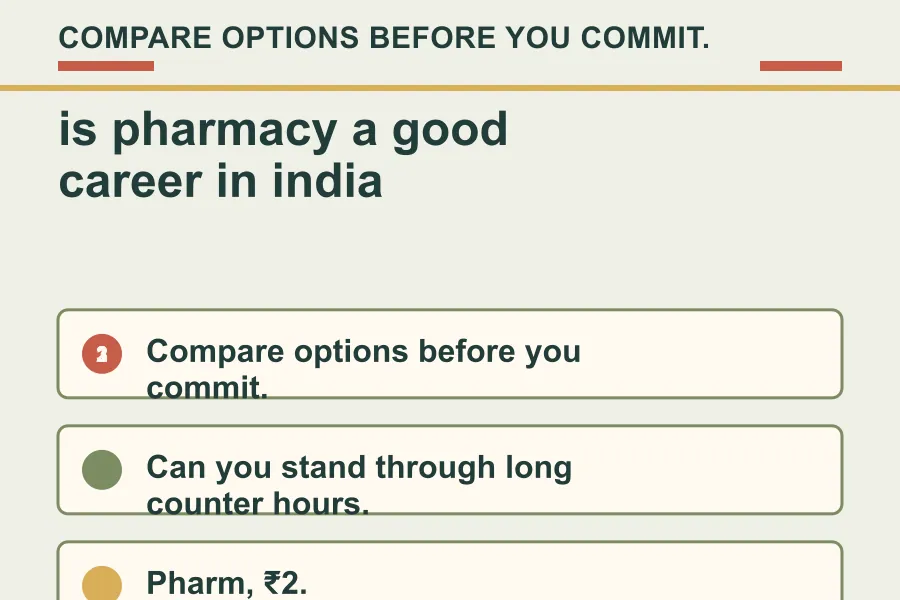 COMPARE OPTIONS BEFORE YOU COMMIT.
is pharmacy a good
career in india
Compare options before you
commit.
Can you stand through long
counter hours.
Pharm, ₹2.